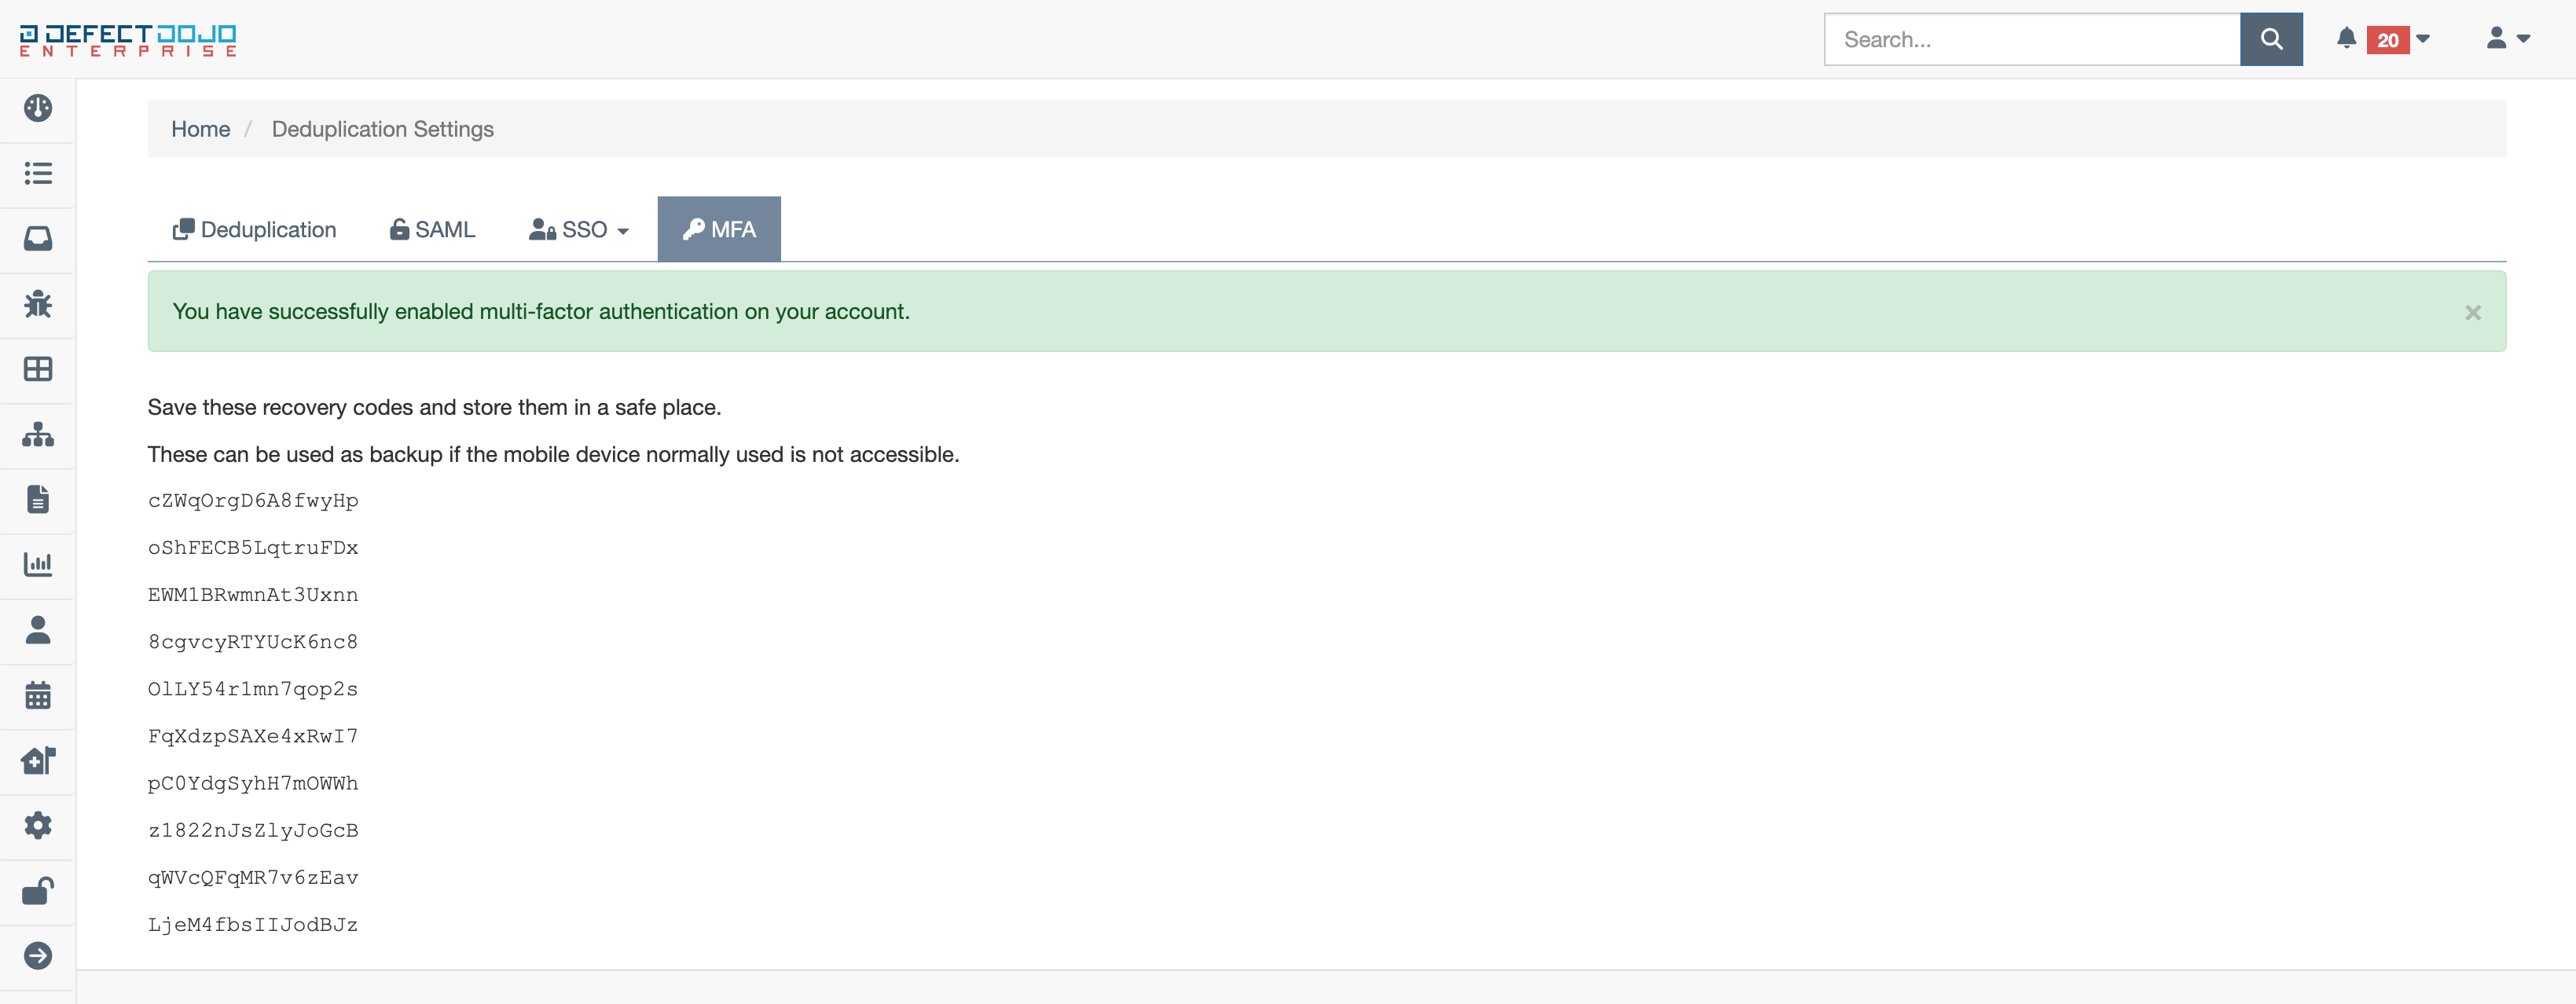 DEFECTDOJO
ENTERPRISE
Search...
20
Home / Deduplication Settings
Deduplication SAML SSO MFA
You have successfully enabled multi-factor authentication on your account.
×
Save these recovery codes and store them in a safe place.
These can be used as backup if the mobile device normally used is not accessible.
cZWqOrgD6A8fwyHp
oShFECB5LqtruFDx
EWM1BRwmnAt3Uxnn
8cgvcyRTYUcK6nc8
OlLY54r1mn7qop2s
FqXdzpSAXe4xRwI7
pC0YdgSyhH7mOWWh
z1822nJsZlyJoGcB
qWVcQFqMR7v6zEav
LjeM4fbsIIJodBJz